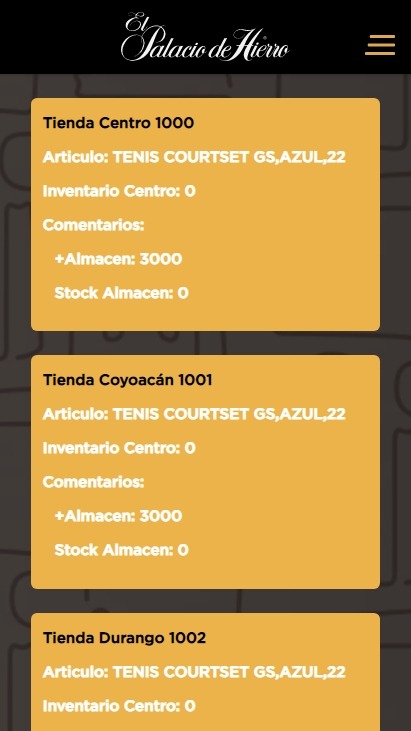 El
Palacio de Hierro
Tienda Centro 1000
Articulo: TENIS COURTSET GS,AZUL,22
Inventario Centro: 0
Comentarios:
+Almacen: 3000
Stock Almacen: 0
Tienda Coyoacán 1001
Articulo: TENIS COURTSET GS,AZUL,22
Inventario Centro: 0
Comentarios:
+Almacen: 3000
Stock Almacen: 0
Tienda Durango 1002
Articulo: TENIS COURTSET GS,AZUL,22
Inventario Centro: 0